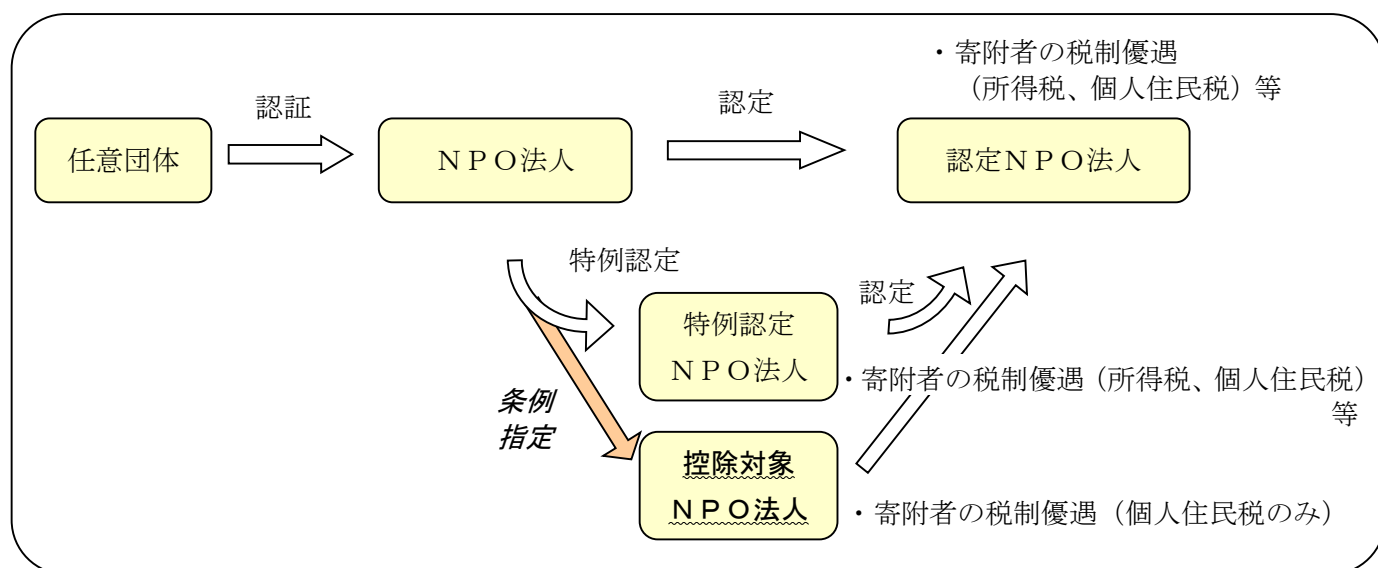 ・寄附者の税制優遇
（所得税、個人住民税）等
認証
認定
任意団体
ＮＰＯ法人
認定ＮＰＯ法人
特例認定
認定
特例認定
ＮＰＯ法人
・寄附者の税制優遇（所得税、個人住民税）
等
条例
指定
控除対象
ＮＰＯ法人
・寄附者の税制優遇（個人住民税のみ）